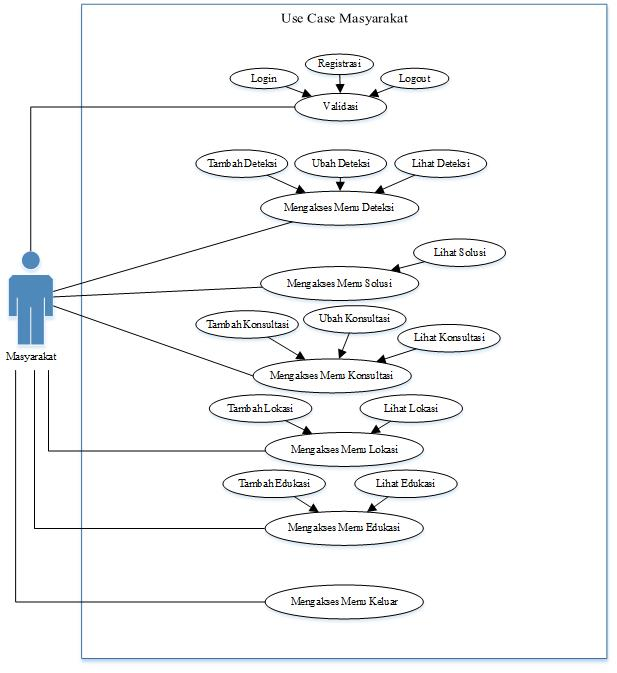 Use Case Masyarakat
Registrasi
Login
Logout
Validasi
Tambah Deteksi
Ubah Deteksi
Lihat Deteksi
Mengakses Menu Deteksi
Lihat Solusi
Mengakses Menu Solusi
Tambah Konsultasi
Ubah Konsultasi
Lihat Konsultasi
Masyarakat
Mengakses Menu Konsultasi
Tambah Lokasi
Lihat Lokasi
Mengakses Menu Lokasi
Tambah Edukasi
Lihat Edukasi
Mengakses Menu Edukasi
Mengakses Menu Keluar